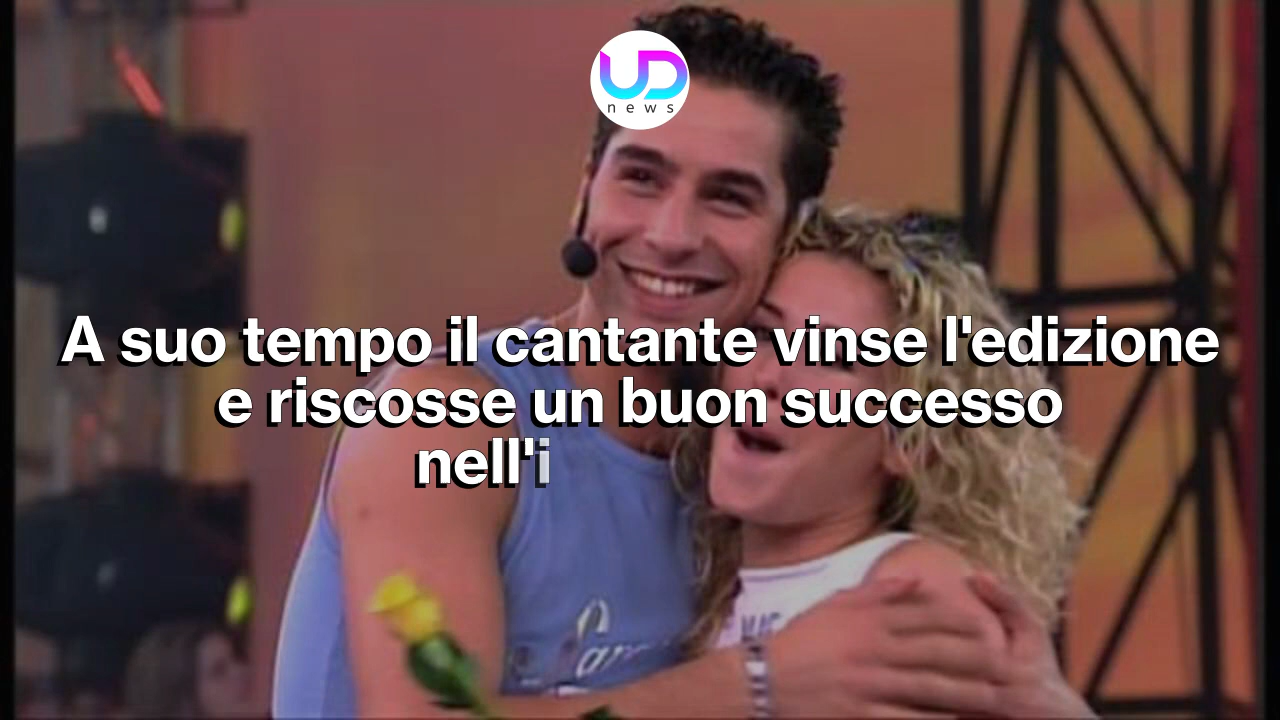 UD
news
A suo tempo il cantante vinse l'edizione
e riscosse un buon successo
nell'i